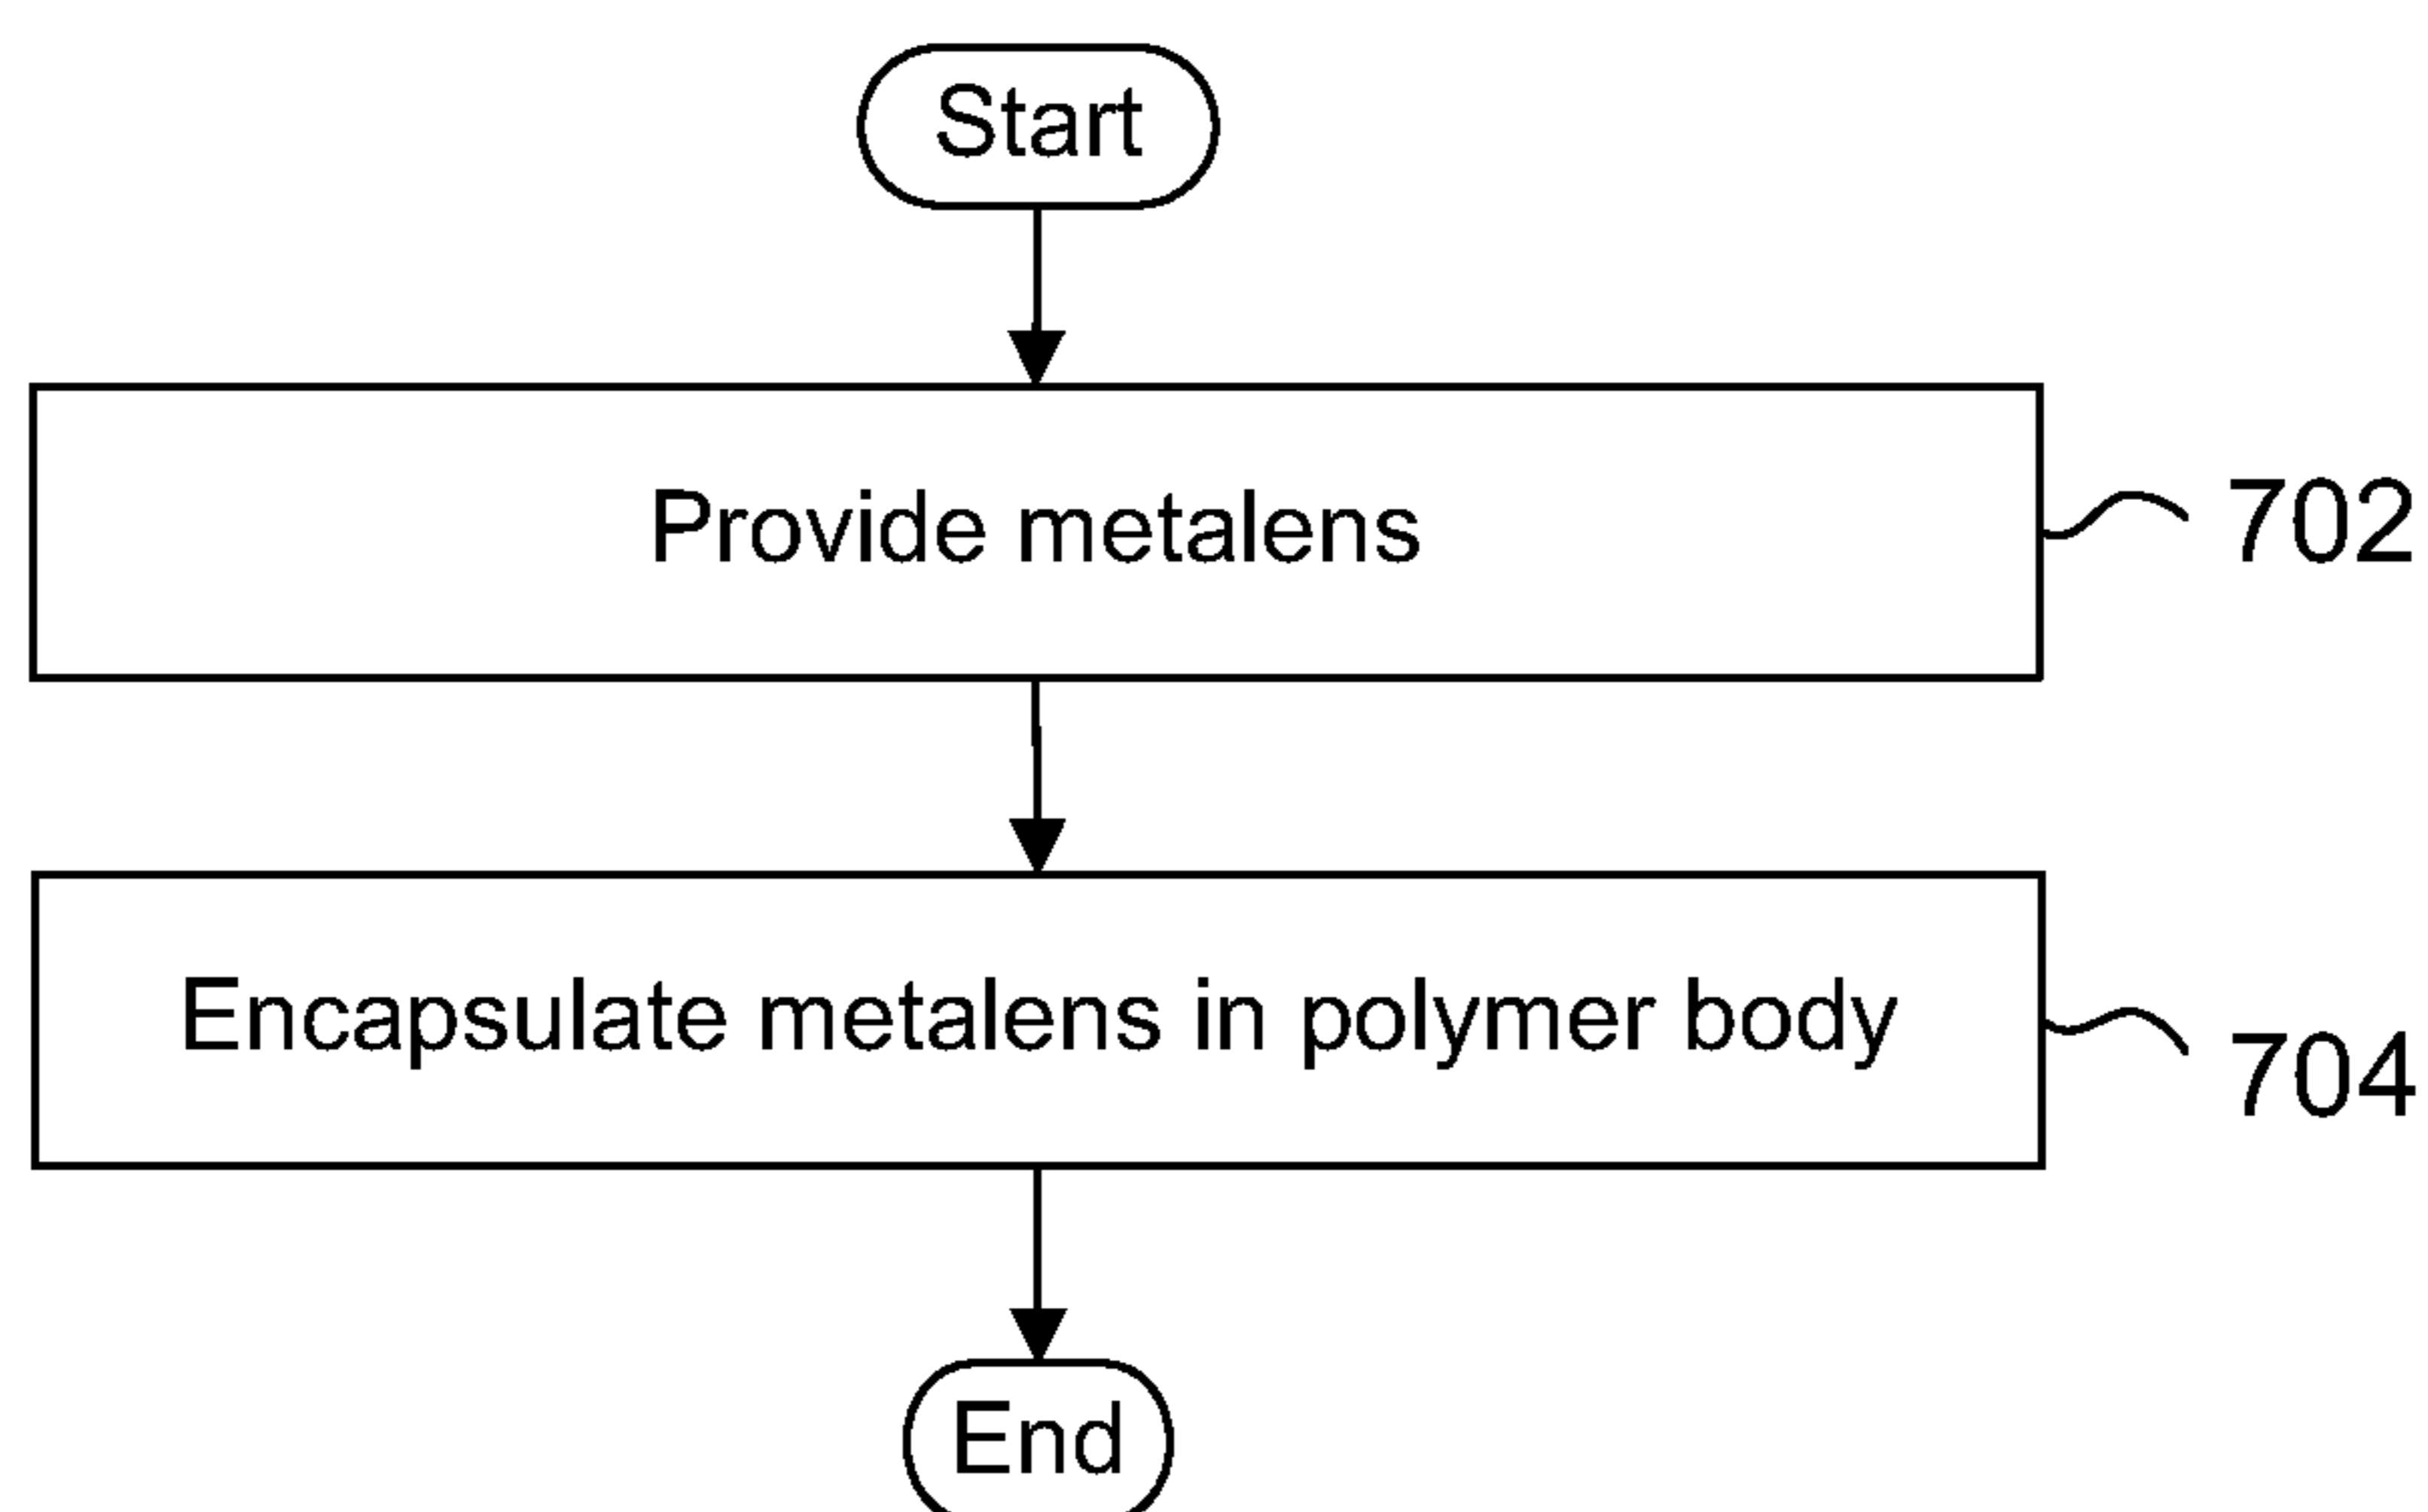 Start
Provide metalens
702
Encapsulate metalens in polymer body
704
End